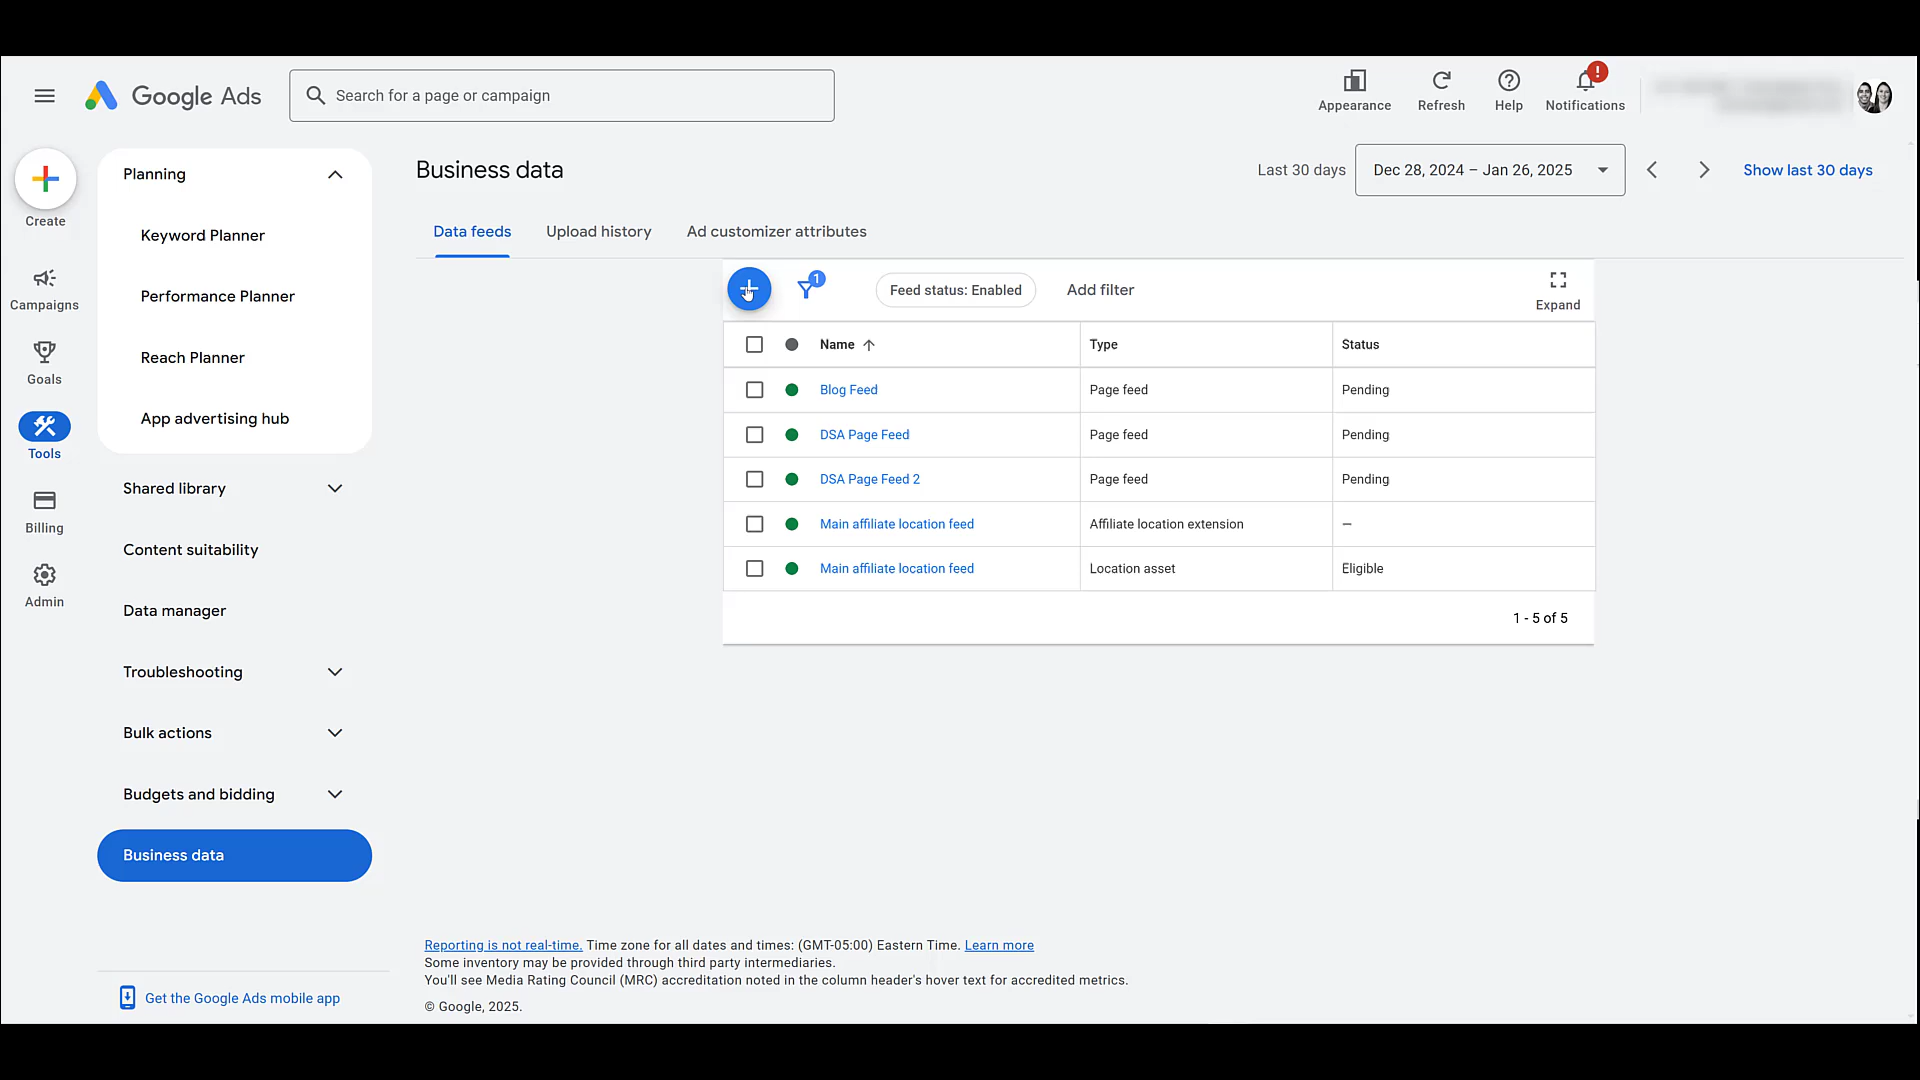 Google Ads
Search for a page or campaign
Appearance
Refresh
Help
!
Notifications
Create
Campaigns
Goals
Tools
Billing
Admin
Planning
Keyword Planner
Performance Planner
Reach Planner
App advertising hub
Shared library
Content suitability
Data manager
Troubleshooting
Bulk actions
Budgets and bidding
Business data
Get the Google Ads mobile app
Business data
Last 30 days
Dec 28, 2024 – Jan 26, 2025
Show last 30 days
Data feeds Upload history Ad customizer attributes
1
Feed status: Enabled
Add filter
Expand
Name Type Status
Blog Feed Page feed Pending
DSA Page Feed Page feed Pending
DSA Page Feed 2 Page feed Pending
Main affiliate location feed Affiliate location extension —
Main affiliate location feed Location asset Eligible
1 - 5 of 5
Reporting is not real-time. Time zone for all dates and times: (GMT-05:00) Eastern Time. Learn more
Some inventory may be provided through third party intermediaries.
You'll see Media Rating Council (MRC) accreditation noted in the column header's hover text for accredited metrics.
© Google, 2025.